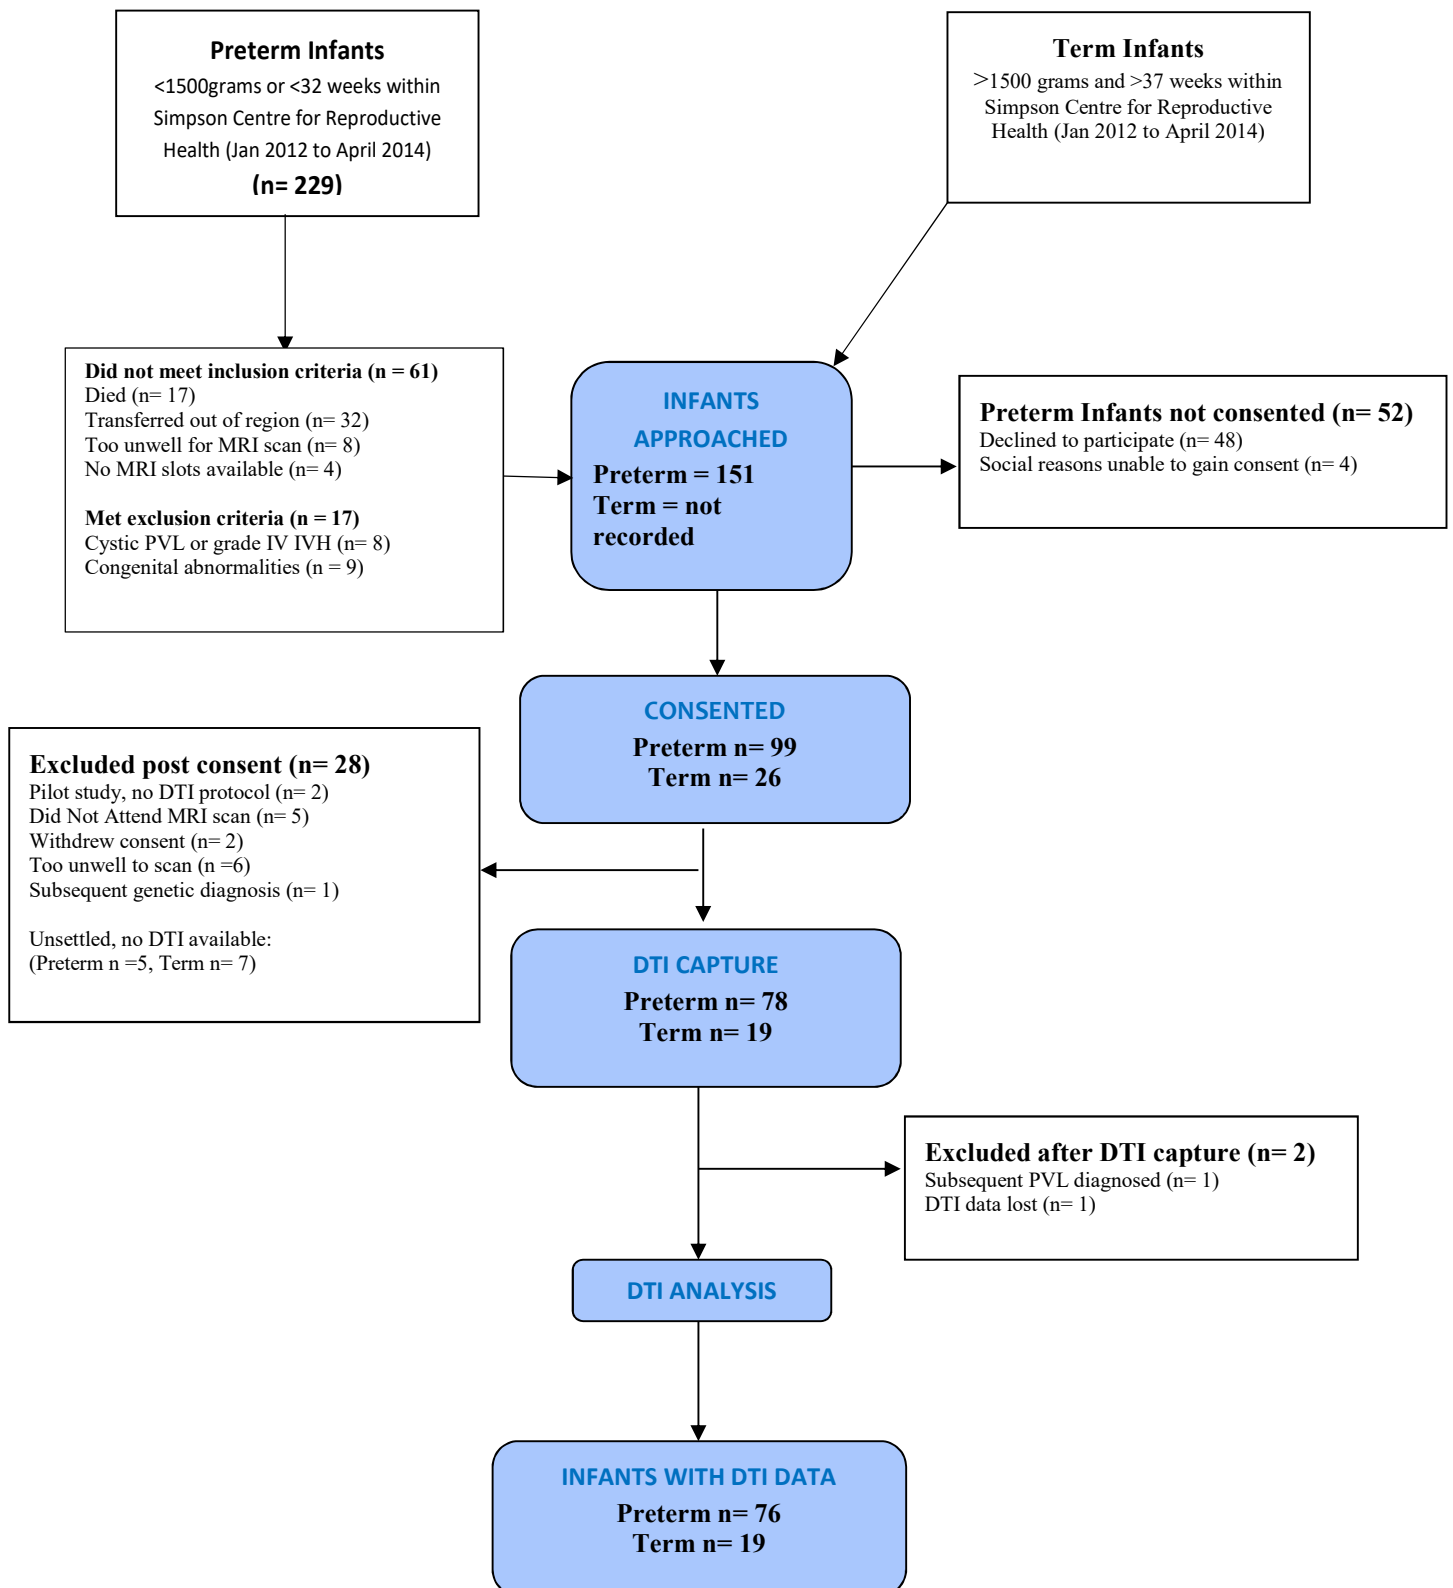 Preterm Infants
<1500grams or <32 weeks within
Simpson Centre for Reproductive
Health (Jan 2012 to April 2014)
(n= 229)
Term Infants
>1500 grams and >37 weeks within
Simpson Centre for Reproductive
Health (Jan 2012 to April 2014)
Did not meet inclusion criteria (n = 61)
Died (n= 17)
Transferred out of region (n= 32)
Too unwell for MRI scan (n= 8)
No MRI slots available (n= 4)
Met exclusion criteria (n = 17)
Cystic PVL or grade IV IVH (n= 8)
Congenital abnormalities (n = 9)
INFANTS
APPROACHED
Preterm = 151
Term = not
recorded
Preterm Infants not consented (n= 52)
Declined to participate (n= 48)
Social reasons unable to gain consent (n= 4)
CONSENTED
Preterm n= 99
Term n= 26
Excluded post consent (n= 28)
Pilot study, no DTI protocol (n= 2)
Did Not Attend MRI scan (n= 5)
Withdrew consent (n= 2)
Too unwell to scan (n =6)
Subsequent genetic diagnosis (n= 1)
Unsettled, no DTI available:
(Preterm n =5, Term n= 7)
DTI CAPTURE
Preterm n= 78
Term n= 19
Excluded after DTI capture (n= 2)
Subsequent PVL diagnosed (n= 1)
DTI data lost (n= 1)
DTI ANALYSIS
INFANTS WITH DTI DATA
Preterm n= 76
Term n= 19